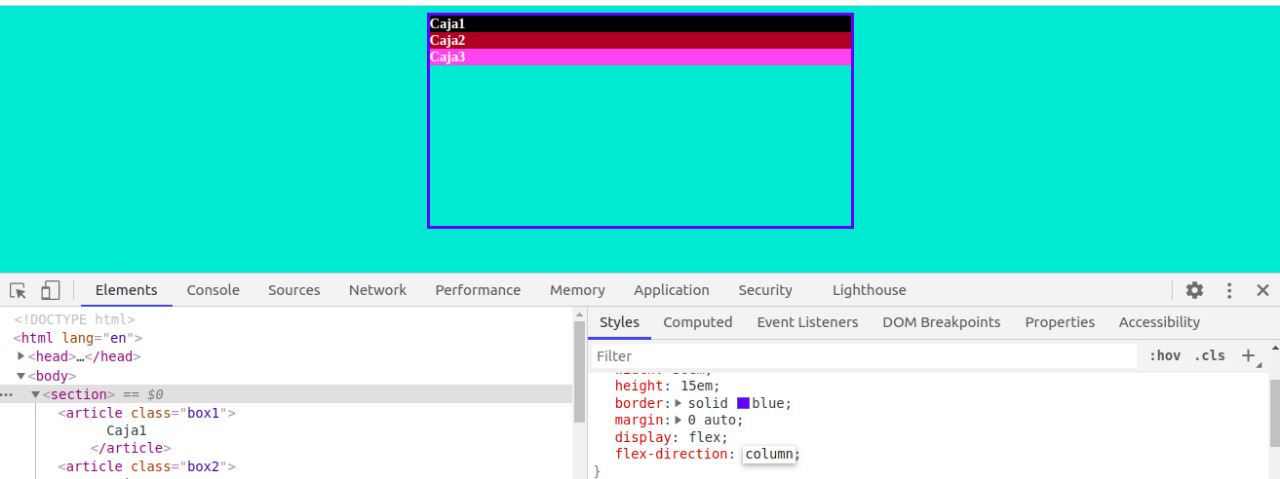 Caja1
Caja2
Caja3
Elements Console Sources Network Performance Memory Application Security Lighthouse
<!DOCTYPE html>
<html lang="en">
<head>…</head>
<body>
<section> == $0
<article class="box1">
Caja1
</article>
<article class="box2">
Styles Computed Event Listeners DOM Breakpoints Properties Accessibility
Filter :hov .cls
height: 15em;
border: solid blue;
margin: 0 auto;
display: flex;
flex-direction: column;
}